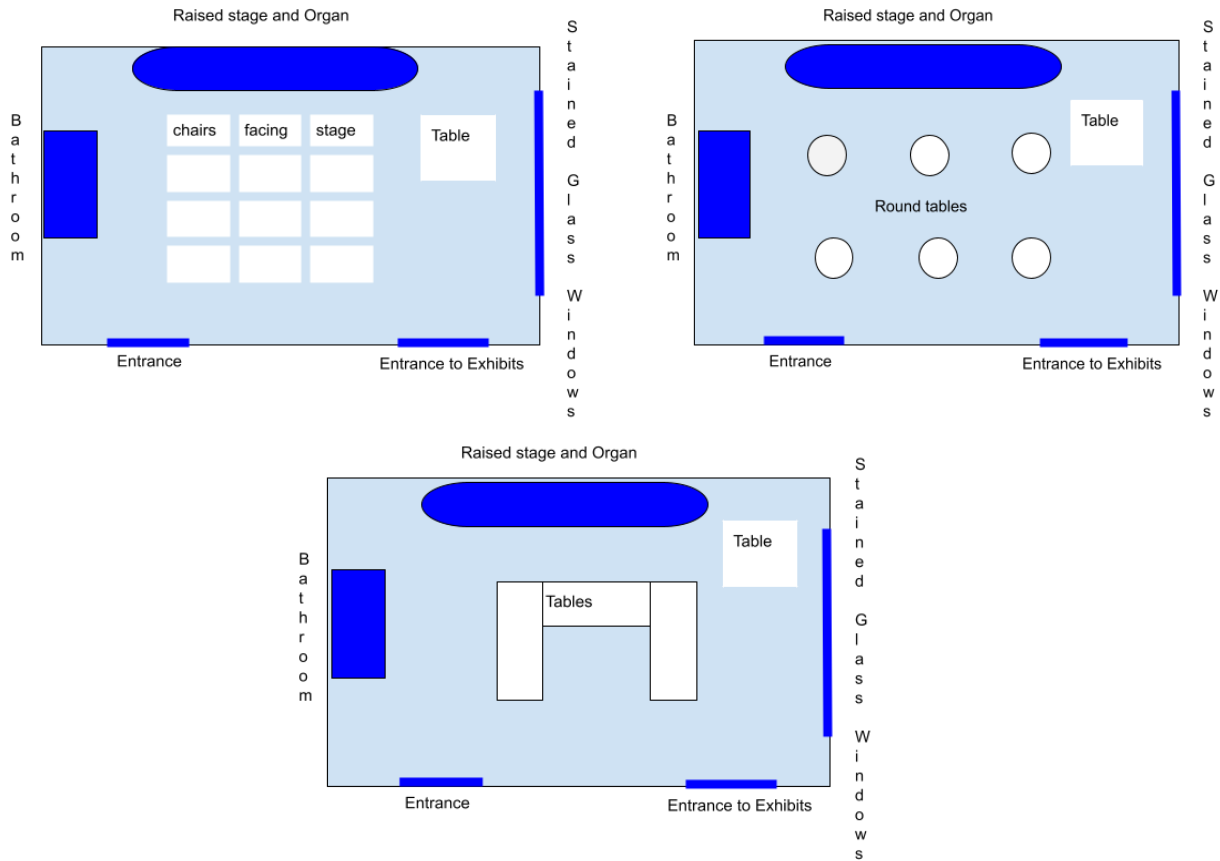 Raised stage and Organ
Bathroom
chairs facing stage
Table
Stained Glass Windows
Entrance
Entrance to Exhibits
Raised stage and Organ
Bathroom
Table
Round tables
Stained Glass Windows
Entrance
Entrance to Exhibits
Raised stage and Organ
Bathroom
Table
Tables
Stained Glass Windows
Entrance
Entrance to Exhibits